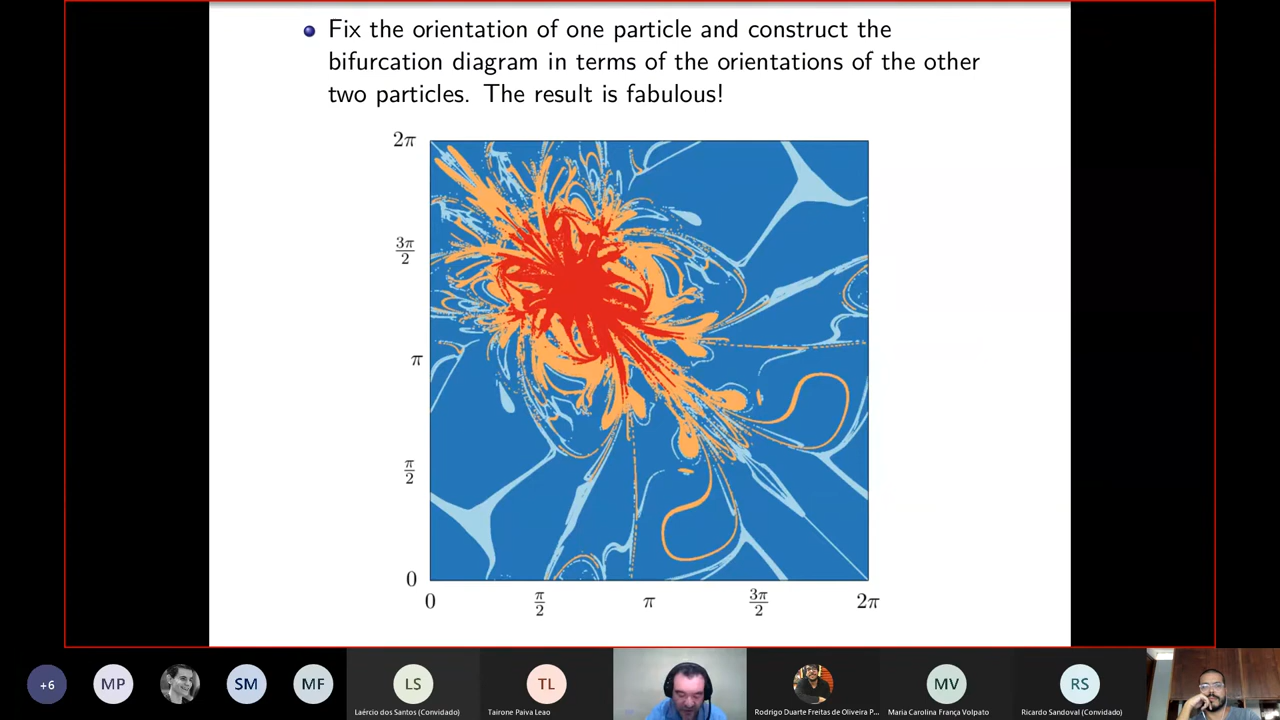 Fix the orientation of one particle and construct the
bifurcation diagram in terms of the orientations of the other
two particles. The result is fabulous!
2π
3π/2
π
π/2
0
0 π/2 π 3π/2 2π
+6 MP SM MF LS TL MV RS
Laércio dos Santos (Convidado) Tairone Paiva Leao Rodrigo Duarte Freitas de Oliveira P... Maria Carolina França Volpato Ricardo Sandoval (Convidado)